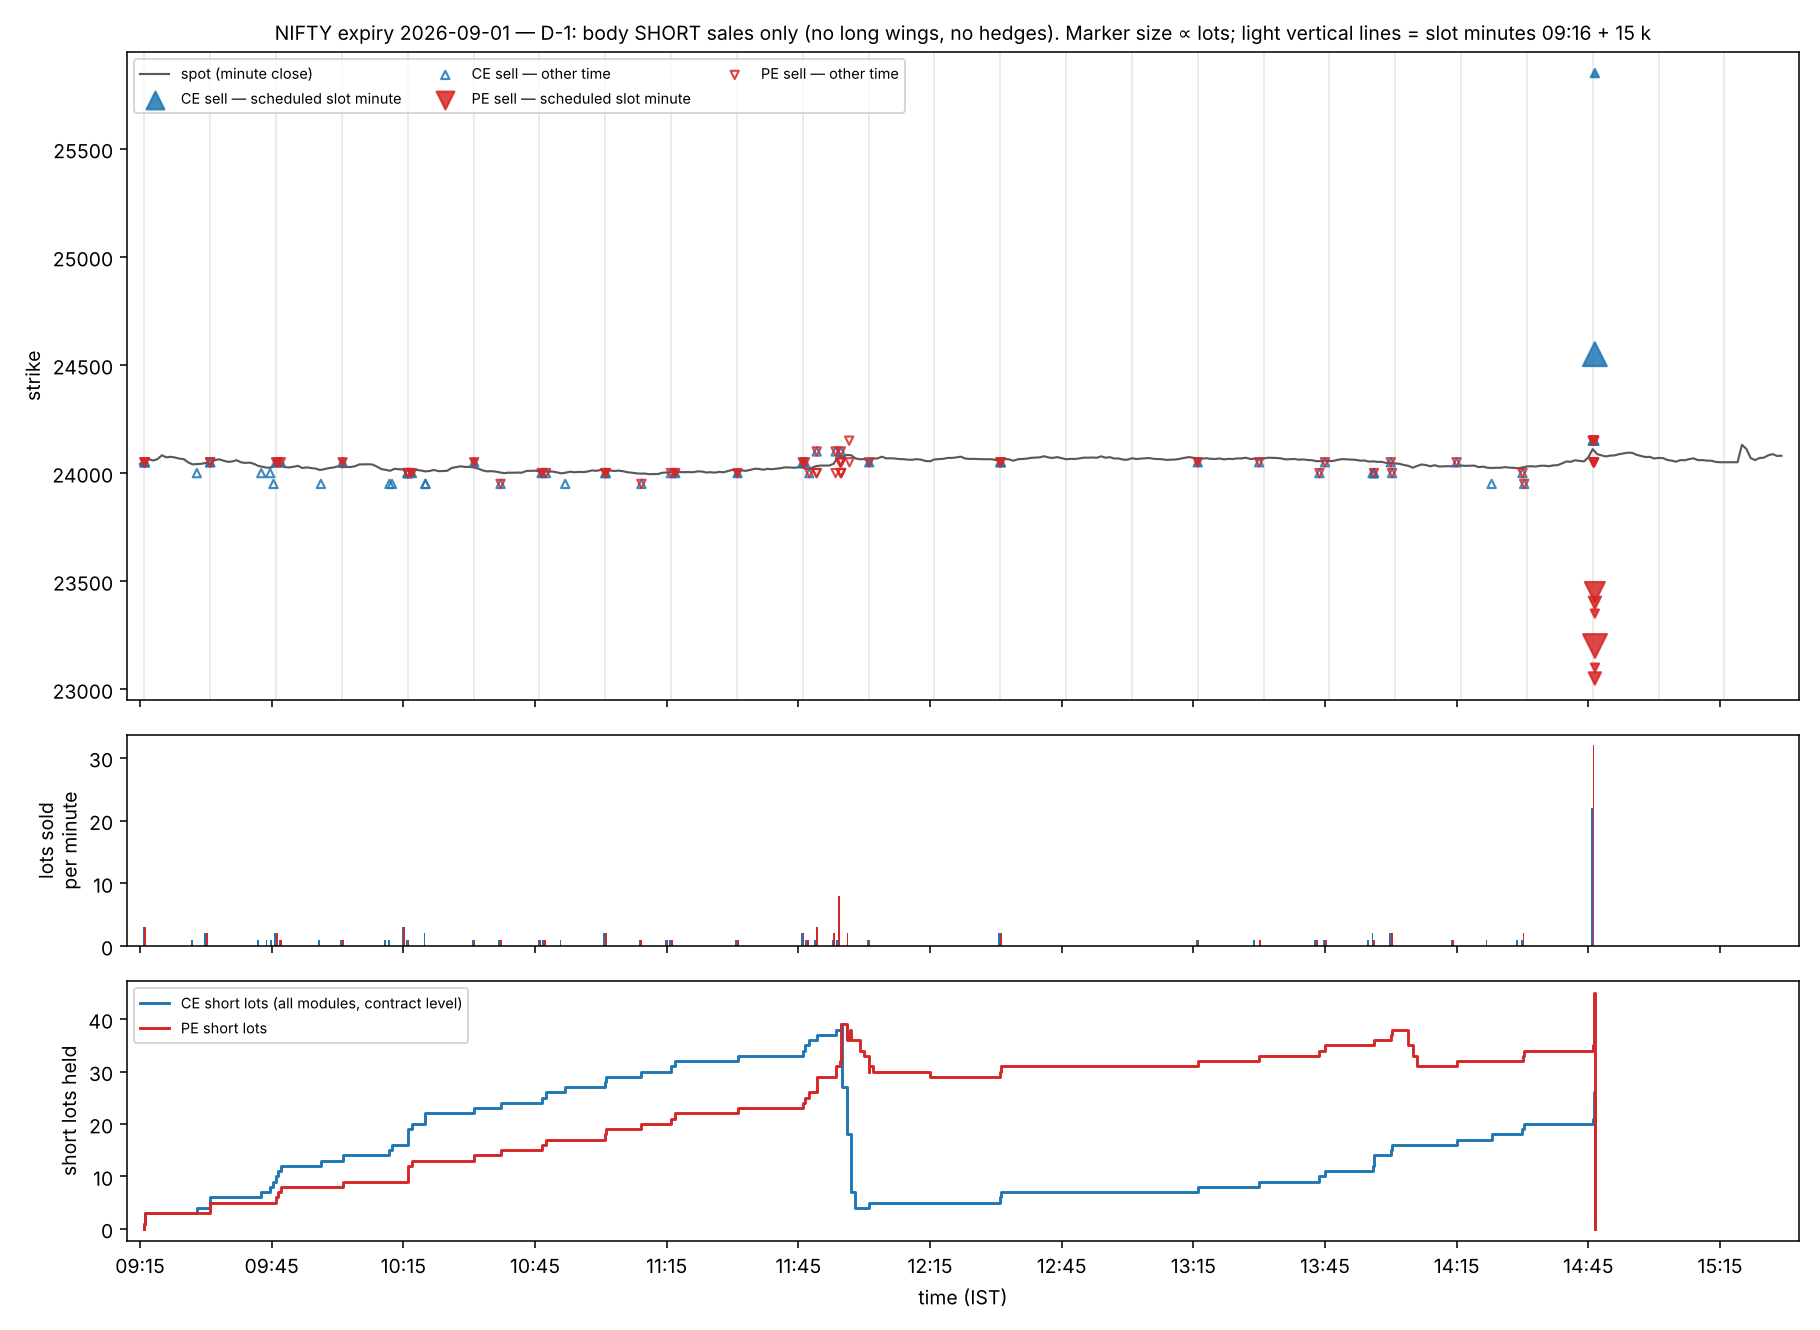 NIFTY expiry 2026-09-01 — D-1: body SHORT sales only (no long wings, no hedges). Marker size ∝ lots; light vertical lines = slot minutes 09:16 + 15 k
spot (minute close)
CE sell — scheduled slot minute
CE sell — other time
PE sell — scheduled slot minute
PE sell — other time
25500
25000
24500
24000
23500
23000
strike
30
20
10
0
lots sold
per minute
CE short lots (all modules, contract level)
PE short lots
40
30
20
10
0
short lots held
09:15 09:45 10:15 10:45 11:15 11:45 12:15 12:45 13:15 13:45 14:15 14:45 15:15
time (IST)